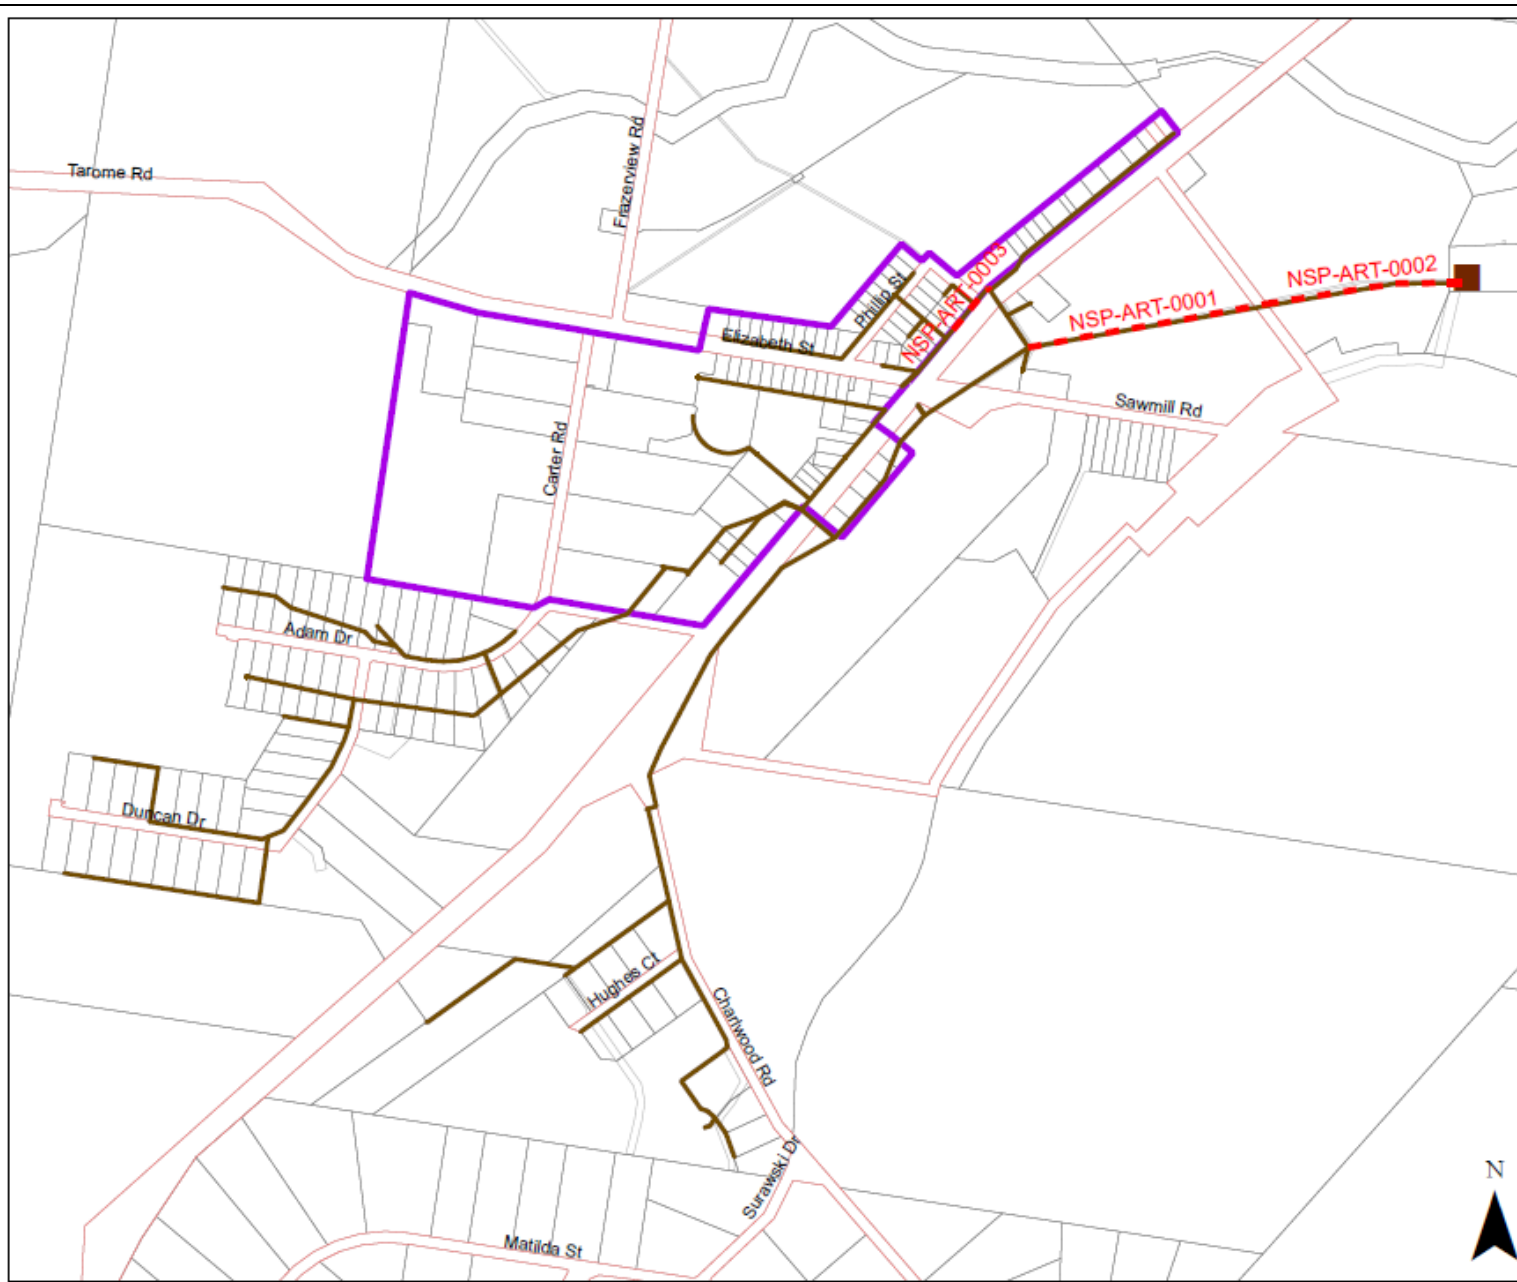 Tarome Rd
Frazerview Rd
NSP-ART-0003
NSP-ART-0002
NSP-ART-0001
Phillip St
Elizabeth St
Sawmill Rd
Carter Rd
Adam Dr
Duncan Dr
Hughes Ct
Charlwood Rd
Surawski Dr
Matilda St
N